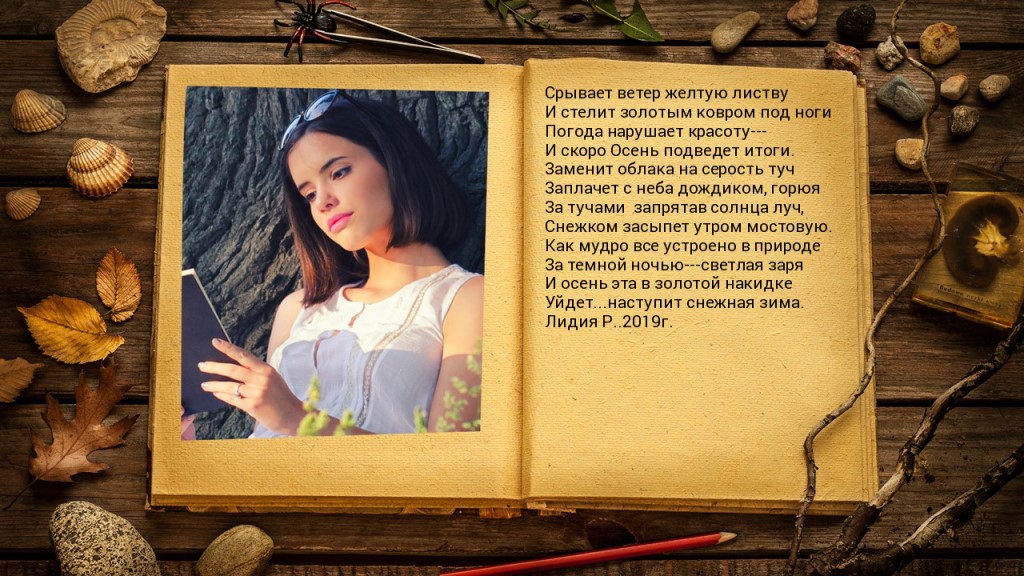 Срывает ветер желтую листву
И стелит золотым ковром под ноги
Погода нарушает красоту---
И скоро Осень подведет итоги.
Заменит облака на серость туч
Заплачет с неба дождиком, горюя
За тучами  запрятав солнца луч,
Снежком засыпет утром мостовую.
Как мудро все устроено в природе
За темной ночью---светлая заря
И осень эта в золотой накидке
Уйдет...наступит снежная зима.
Лидия Р..2019г.